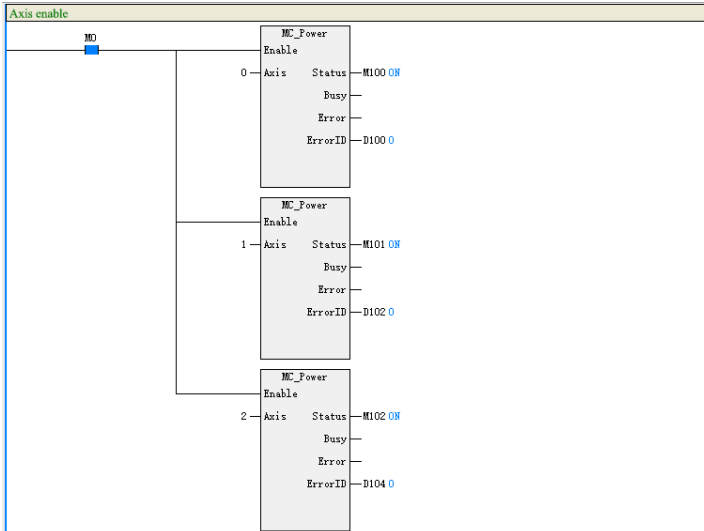 Axis enable
M0
MC_Power
Enable
0 Axis Status M100 ON
Busy
Error
ErrorID D100 0
MC_Power
Enable
1 Axis Status M101 ON
Busy
Error
ErrorID D102 0
MC_Power
Enable
2 Axis Status M102 ON
Busy
Error
ErrorID D104 0